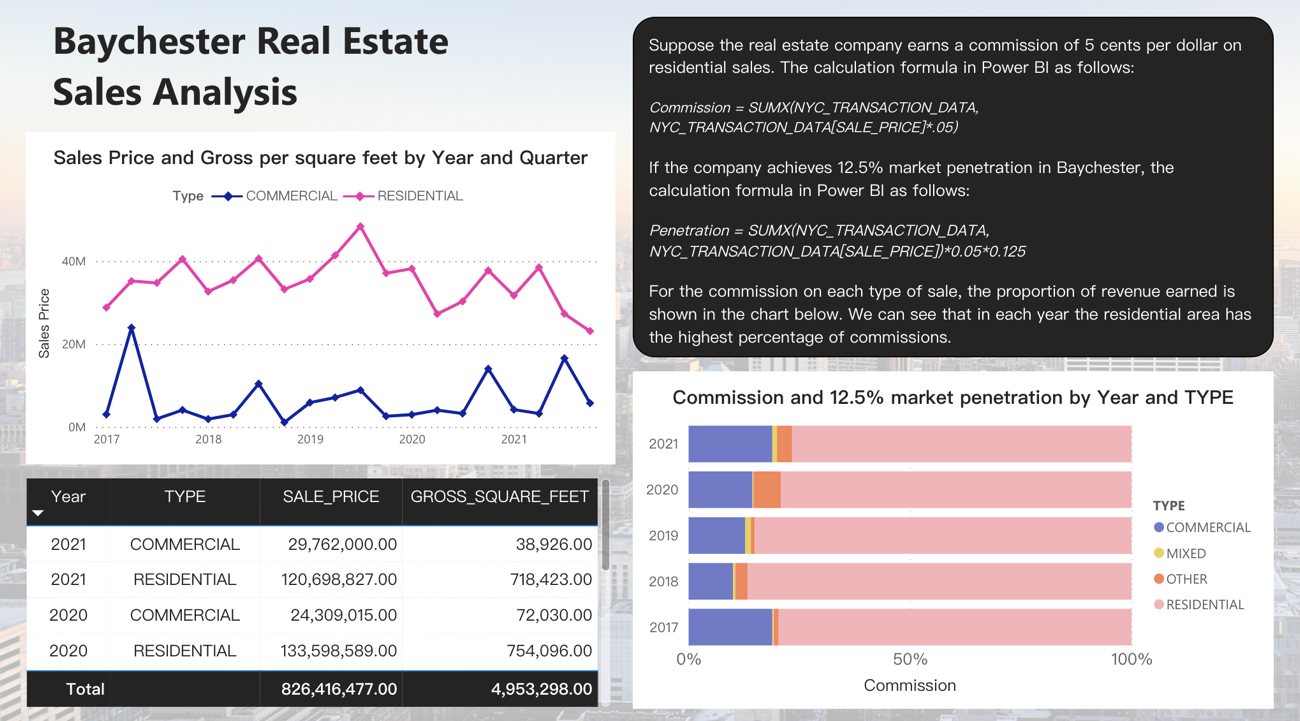 Baychester Real Estate
Sales Analysis
Sales Price and Gross per square feet by Year and Quarter
Type COMMERCIAL RESIDENTIAL
40M
20M
0M
Sales Price
2017 2018 2019 2020 2021
Year TYPE SALE_PRICE GROSS_SQUARE_FEET
2021 COMMERCIAL 29,762,000.00 38,926.00
2021 RESIDENTIAL 120,698,827.00 718,423.00
2020 COMMERCIAL 24,309,015.00 72,030.00
2020 RESIDENTIAL 133,598,589.00 754,096.00
Total 826,416,477.00 4,953,298.00
Suppose the real estate company earns a commission of 5 cents per dollar on
residential sales. The calculation formula in Power BI as follows:
Commission = SUMX(NYC_TRANSACTION_DATA,
NYC_TRANSACTION_DATA[SALE_PRICE]*.05)
If the company achieves 12.5% market penetration in Baychester, the
calculation formula in Power BI as follows:
Penetration = SUMX(NYC_TRANSACTION_DATA,
NYC_TRANSACTION_DATA[SALE_PRICE])*0.05*0.125
For the commission on each type of sale, the proportion of revenue earned is
shown in the chart below. We can see that in each year the residential area has
the highest percentage of commissions.
Commission and 12.5% market penetration by Year and TYPE
2021
2020
2019
2018
2017
0% 50% 100%
Commission
TYPE
COMMERCIAL
MIXED
OTHER
RESIDENTIAL